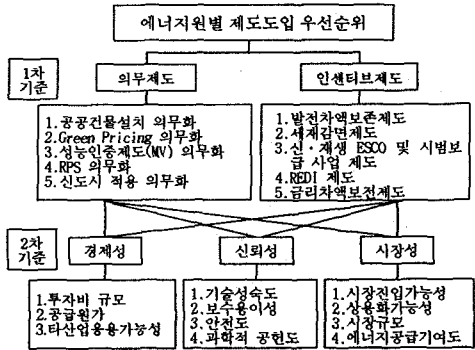 에너지원별 제도도입 우선순위
1차
기준
의무제도
인센티브제도
1.공공건물설치 의무화
2.Green Pricing 의무화
3.성능인증제도(MV) 의무화
4.RPS 의무화
5.신도시 적용 의무화
1.발전차액보존제도
2.세재감면제도
3.신·재생 ESCO 및 시범보
급 사업 제도
4.REDI 제도
5.금리차액보전제도
2차
기준
경제성
신뢰성
시장성
1.투자비 규모
2.공급원가
3.타산업응용가능성
1.기술성숙도
2.보수용이성
3.안전도
4.과학적 공헌도
1.시장진입가능성
2.상용화가능성
3.시장규모
4.에너지공급기여도